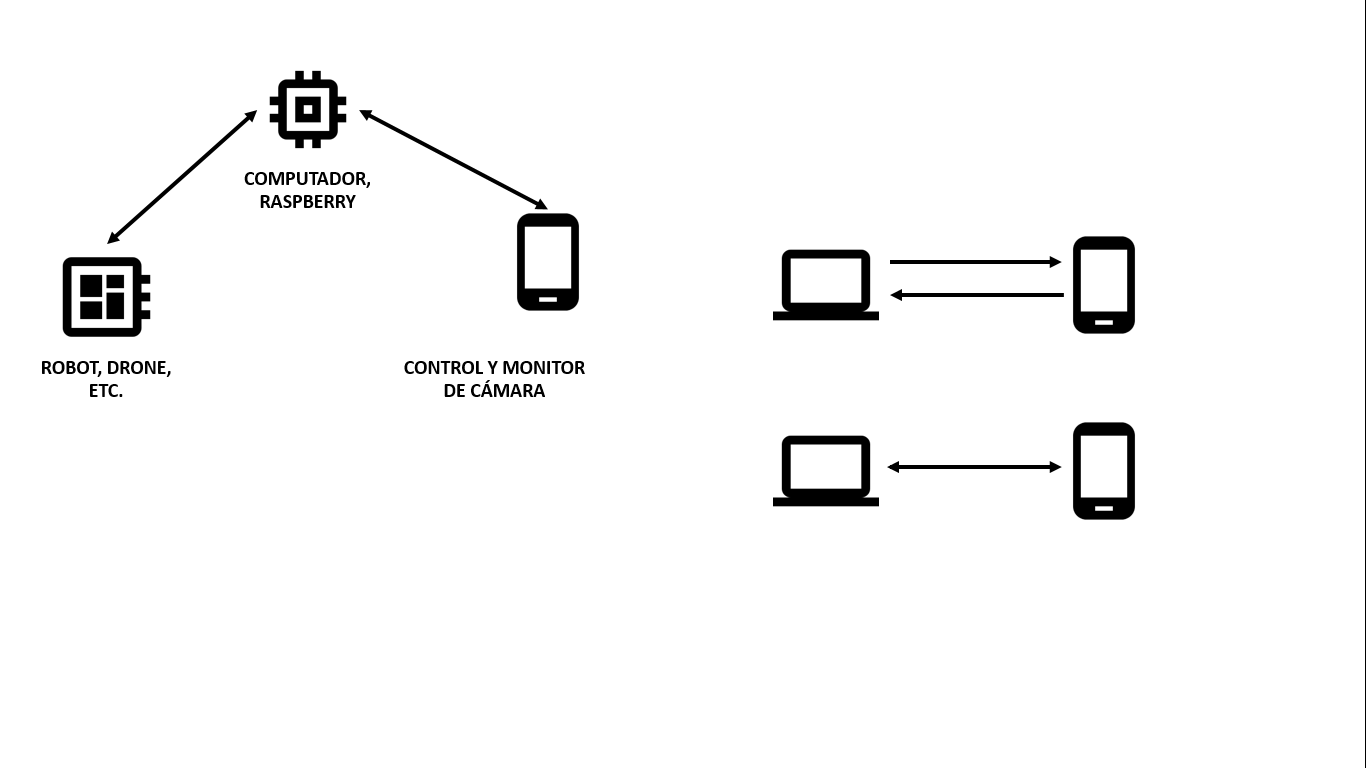 COMPUTADOR,
RASPBERRY
ROBOT, DRONE,
ETC.
CONTROL Y MONITOR
DE CÁMARA